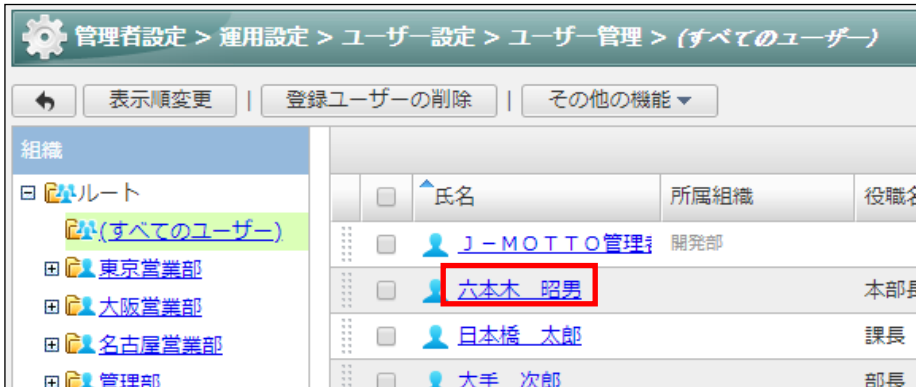 管理者設定 > 運用設定 > ユーザー設定 > ユーザー管理 > (すべてのユーザー)
表示順変更 | 登録ユーザーの削除 | その他の機能
組織
ルート
(すべてのユーザー)
東京営業部
大阪営業部
名古屋営業部
管理部
氏名 所属組織 役職名
J-MOTTO管理者 開発部
六本木 昭男 本部長
日本橋 太郎 課長
大手 次郎 部長